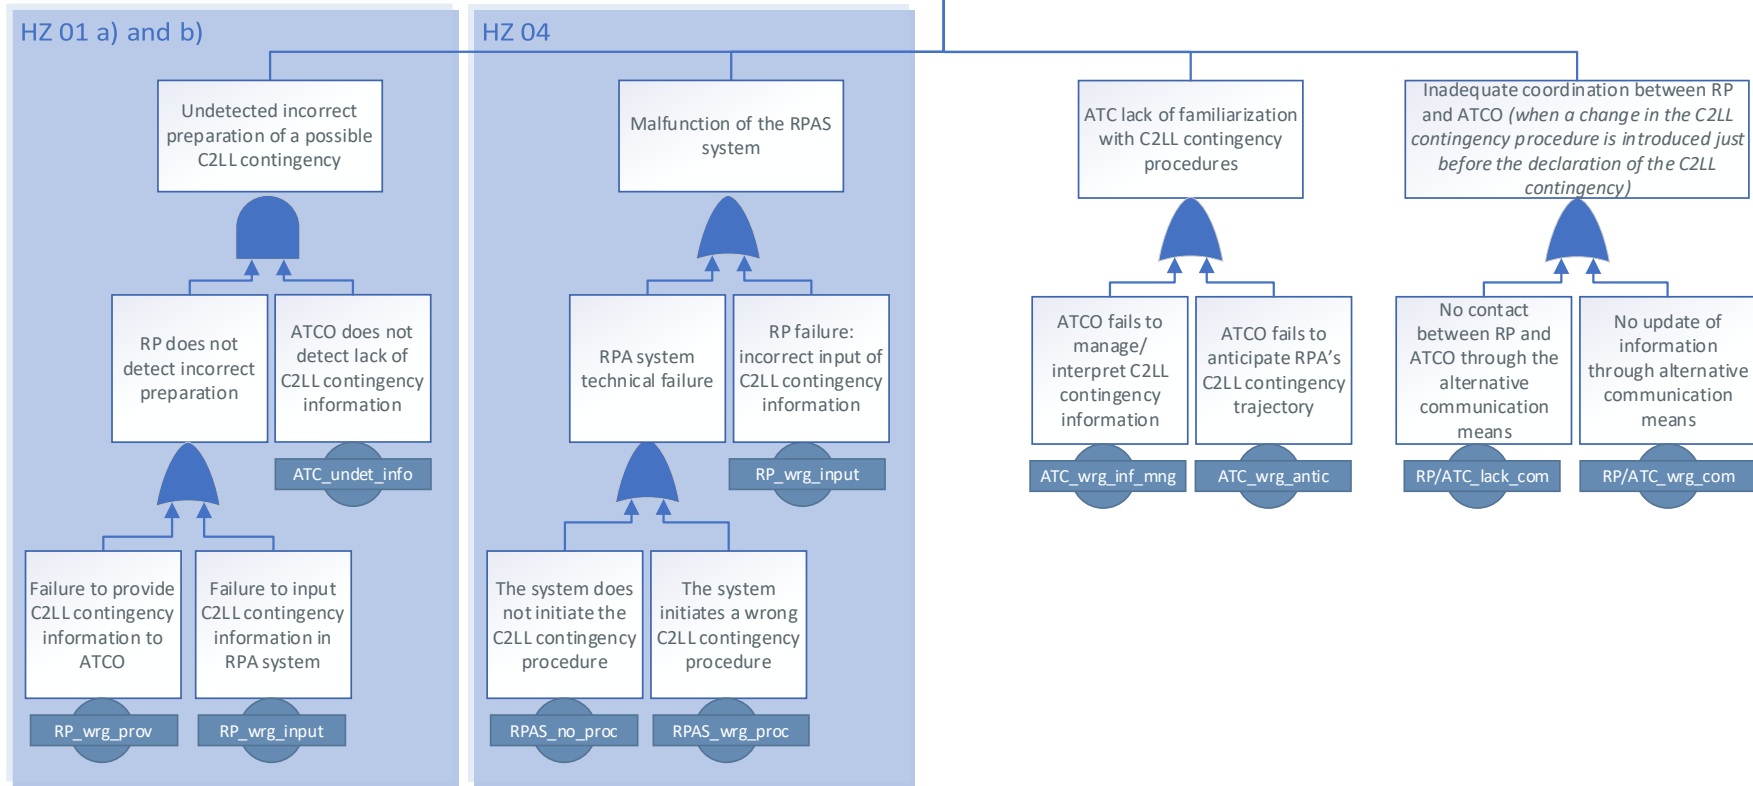 HZ 01 a) and b)
HZ 04
Undetected incorrect
preparation of a possible
C2LL contingency
Malfunction of the RPAS
system
ATC lack of familiarization
with C2LL contingency
procedures
Inadequate coordination between RP
and ATCO (when a change in the C2LL
contingency procedure is introduced just
before the declaration of the C2LL
contingency)
RP does not
detect incorrect
preparation
ATCO does not
detect lack of
C2LL contingency
information
ATC_undet_info
RPA system
technical failure
RP failure:
incorrect input of
C2LL contingency
information
RP_wrg_input
ATCO fails to
manage/
interpret C2LL
contingency
information
ATC_wrg_inf_mng
ATCO fails to
anticipate RPA's
C2LL contingency
trajectory
ATC_wrg_antic
No contact
between RP and
ATCO through the
alternative
communication
means
RP/ATC_lack_com
No update of
information
through alternative
communication
means
RP/ATC_wrg_com
Failure to provide
C2LL contingency
information to
ATCO
RP_wrg_prov
Failure to input
C2LL contingency
information in
RPA system
RP_wrg_input
The system does
not initiate the
C2LL contingency
procedure
RPAS_no_proc
The system
initiates a wrong
C2LL contingency
procedure
RPAS_wrg_proc